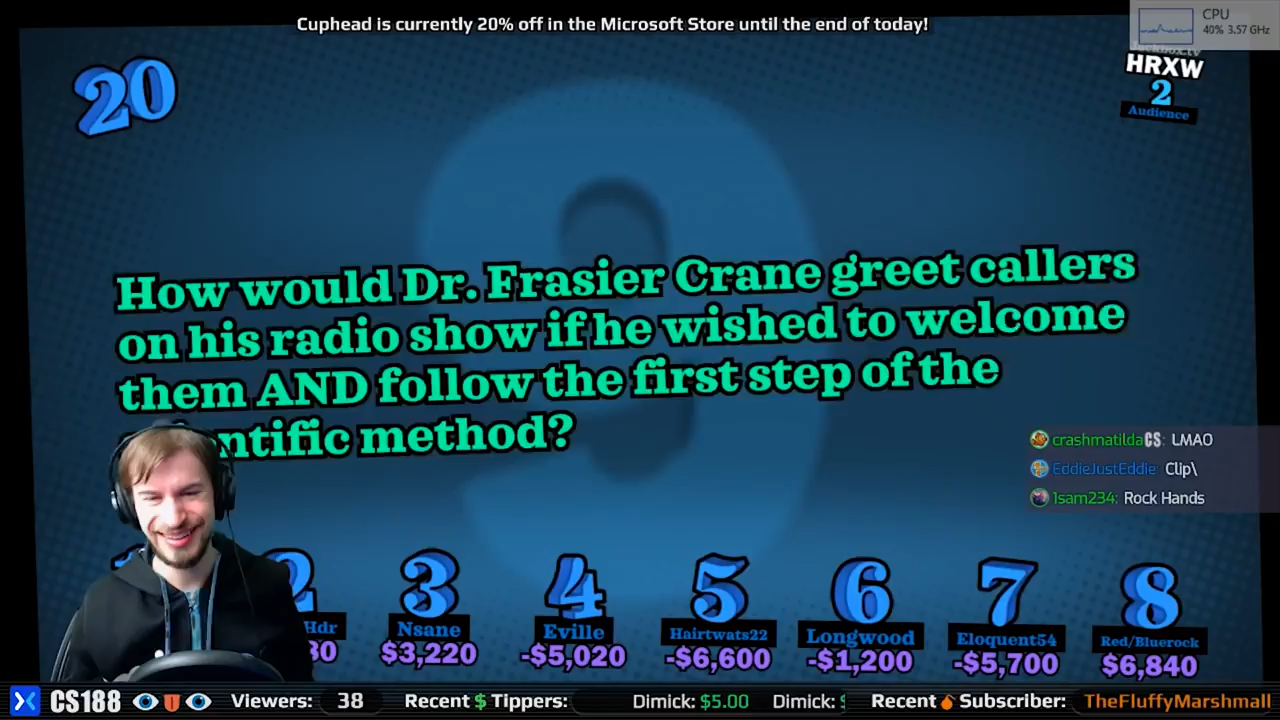 Cuphead is currently 20% off in the Microsoft Store until the end of today!
CPU
40% 3.57 GHz
20
Jackbox.tv
HRXW
2
Audience
How would Dr. Frasier Crane greet callers
on his radio show if he wished to welcome
them AND follow the first step of the
method?
crashmatilda CS: LMAO
EddieJustEddie: Clip\
1sam234: Rock Hands
3 4 5 6 7 8
Nsane Eville Hairtwats22 Longwood Eloquent54 Red/Bluerock
$3,220 -$5,020 -$6,600 -$1,200 -$5,700 $6,840
CS188 Viewers: 38 Recent $ Tippers: Dimick: $5.00 Dimick: $ Recent Subscriber: TheFluffyMarshmall